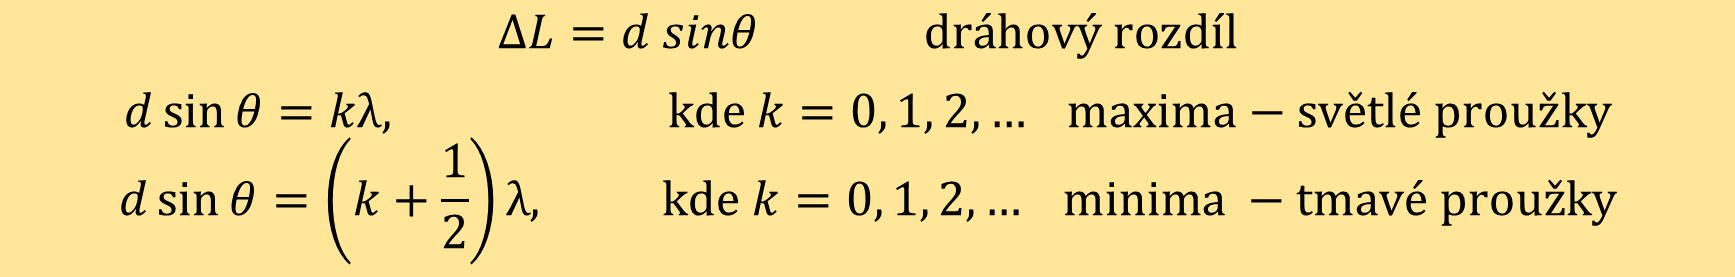 ΔL = d sinθ dráhový rozdíl
d sin θ = kλ, kde k = 0, 1, 2, … maxima − světlé proužky
d sin θ = (k + 1/2) λ, kde k = 0, 1, 2, … minima − tmavé proužky